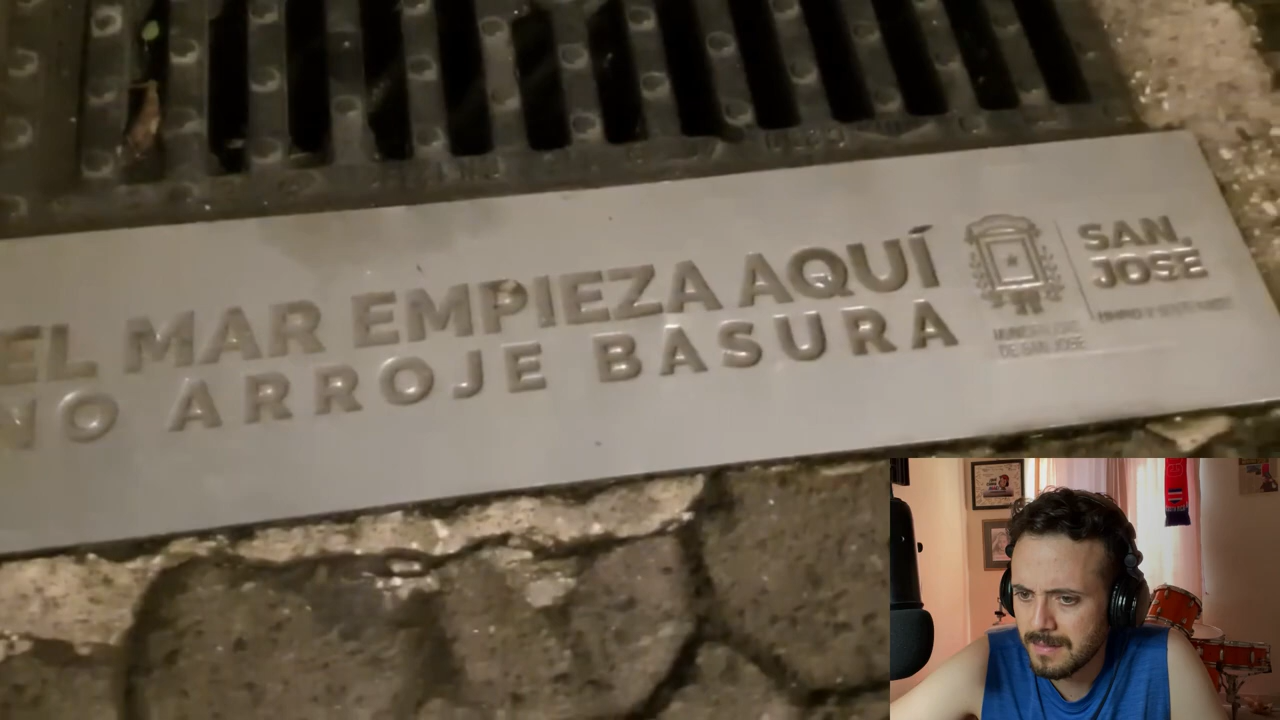 EL MAR EMPIEZA AQUÍ
NO ARROJE BASURA
MUNICIPALIDAD
DE SAN JOSÉ
SAN
JOSÉ